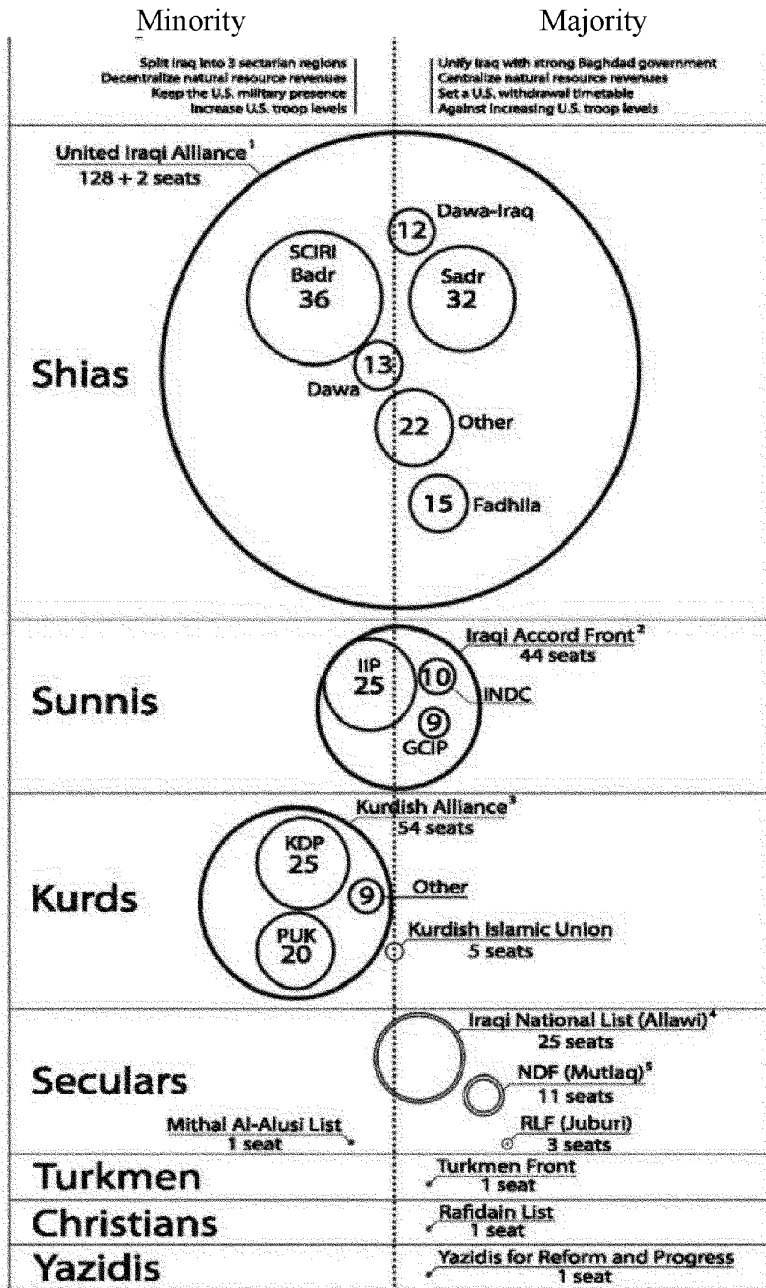 Minority
Majority
Split Iraq into 3 sectarian regions
Decentralize natural resource revenues
Keep the U.S. military presence
Increase U.S. troop levels
Unify Iraq with strong Baghdad government
Centralize natural resource revenues
Set a U.S. withdrawal timetable
Against increasing U.S. troop levels
United Iraqi Alliance¹
128 + 2 seats
Dawa-Iraq
12
SCIRI
Badr
36
Sadr
32
Shias
13
Dawa
22
Other
15
Fadhila
Iraqi Accord Front²
44 seats
IIP
25
10
INDC
Sunnis
9
GCIP
Kurdish Alliance³
54 seats
KDP
25
Kurds
9
Other
PUK
20
Kurdish Islamic Union
5 seats
Iraqi National List (Allawi)⁴
25 seats
Seculars
NDF (Mutlaq)⁵
11 seats
Mithal Al-Alusi List
1 seat
RLF (Juburi)
3 seats
Turkmen
Turkmen Front
1 seat
Christians
Rafidain List
1 seat
Yazidis
Yazidis for Reform and Progress
1 seat